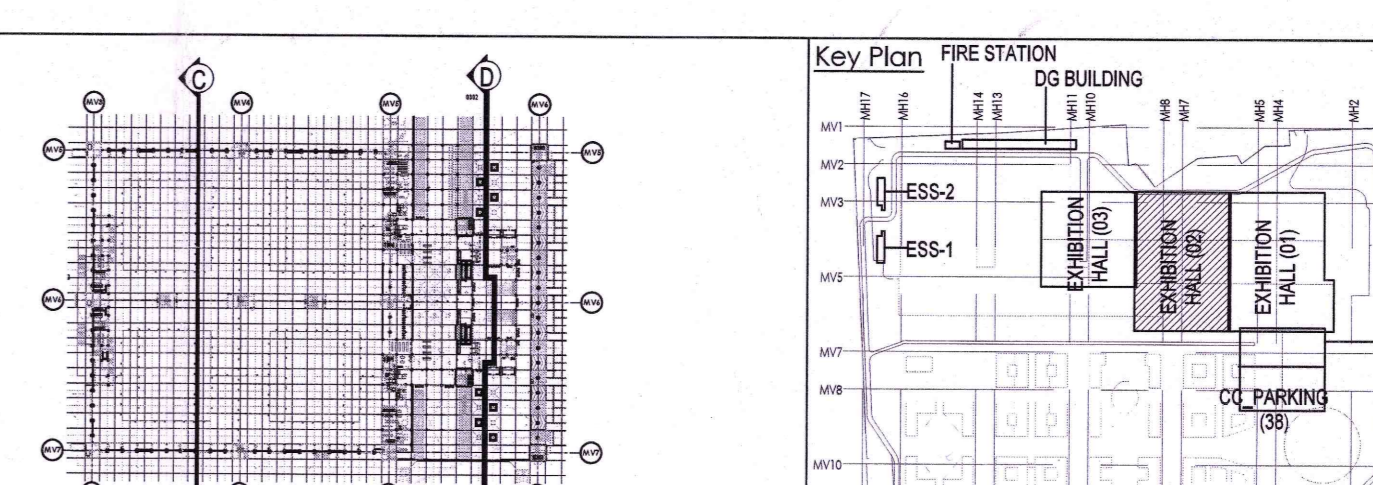 C
D
0302
MV3
MV4
MV5
MV6
MV5
MV5
MV6
MV6
MV7
MV7
Key Plan
FIRE STATION
DG BUILDING
MH17
MH16
MH14
MH13
MH11
MH10
MH8
MH7
MH5
MH4
MH2
MV1
MV2
MV3
MV5
MV7
MV8
MV10
ESS-2
ESS-1
EXHIBITION
HALL (03)
EXHIBITION
HALL (02)
EXHIBITION
HALL (01)
CC_PARKING
(38)